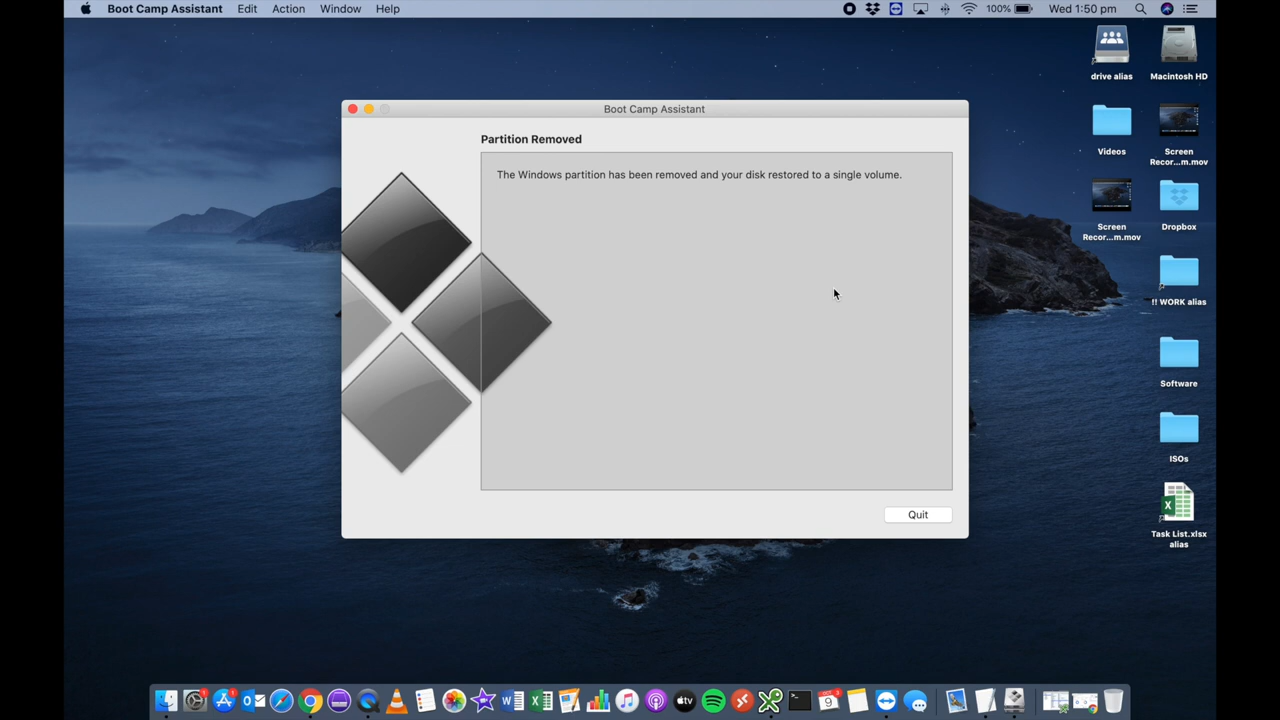 Boot Camp Assistant Edit Action Window Help 100% Wed 1:50 pm
drive alias
Macintosh HD
Boot Camp Assistant
Partition Removed
The Windows partition has been removed and your disk restored to a single volume.
Videos
Screen
Recor...m.mov
Screen
Recor...m.mov
Dropbox
!! WORK alias
Software
ISOs
Task List.xlsx
alias
Quit